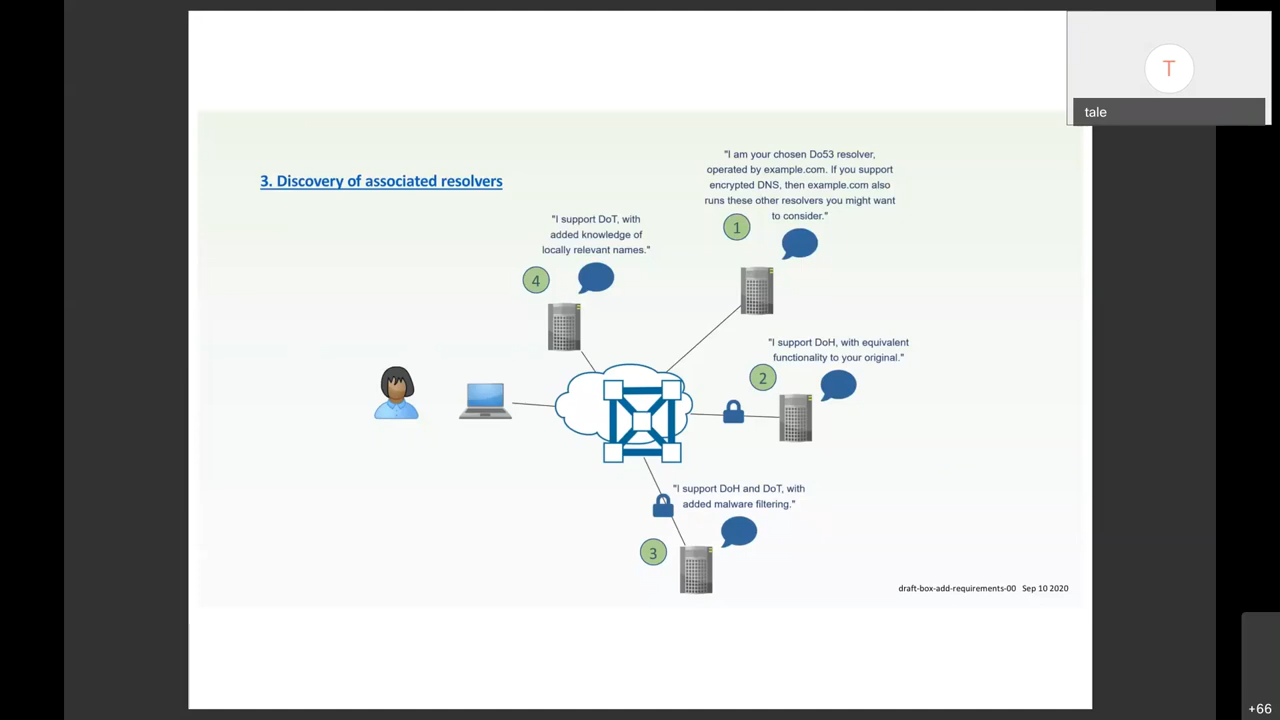 T
tale
3. Discovery of associated resolvers
"I am your chosen Do53 resolver,
operated by example.com. If you support
encrypted DNS, then example.com also
runs these other resolvers you might want
to consider."
1
"I support DoT, with
added knowledge of
locally relevant names."
4
"I support DoH, with equivalent
functionality to your original."
2
"I support DoH and DoT, with
added malware filtering."
3
draft-box-add-requirements-00 Sep 10 2020
+66